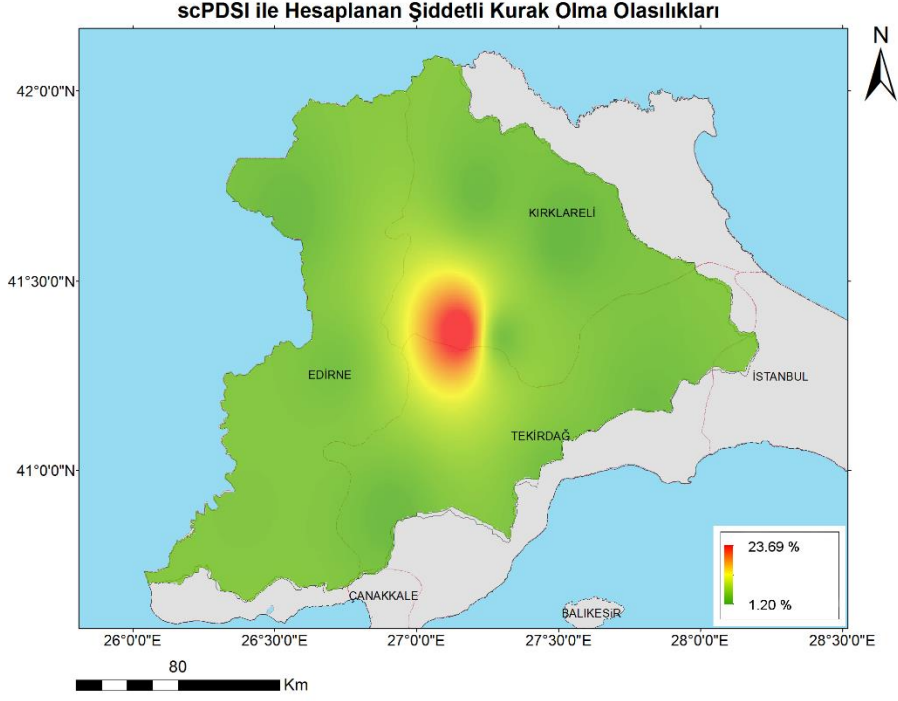 scPDSI ile Hesaplanan Şiddetli Kurak Olma Olasılıkları
N
42°0'0"N
KIRKLARELİ
41°30'0"N
EDİRNE
İSTANBUL
TEKİRDAĞ
41°0'0"N
23.69 %
1.20 %
ÇANAKKALE
BALIKESİR
26°0'0"E 26°30'0"E 27°0'0"E 27°30'0"E 28°0'0"E 28°30'0"E
80
Km